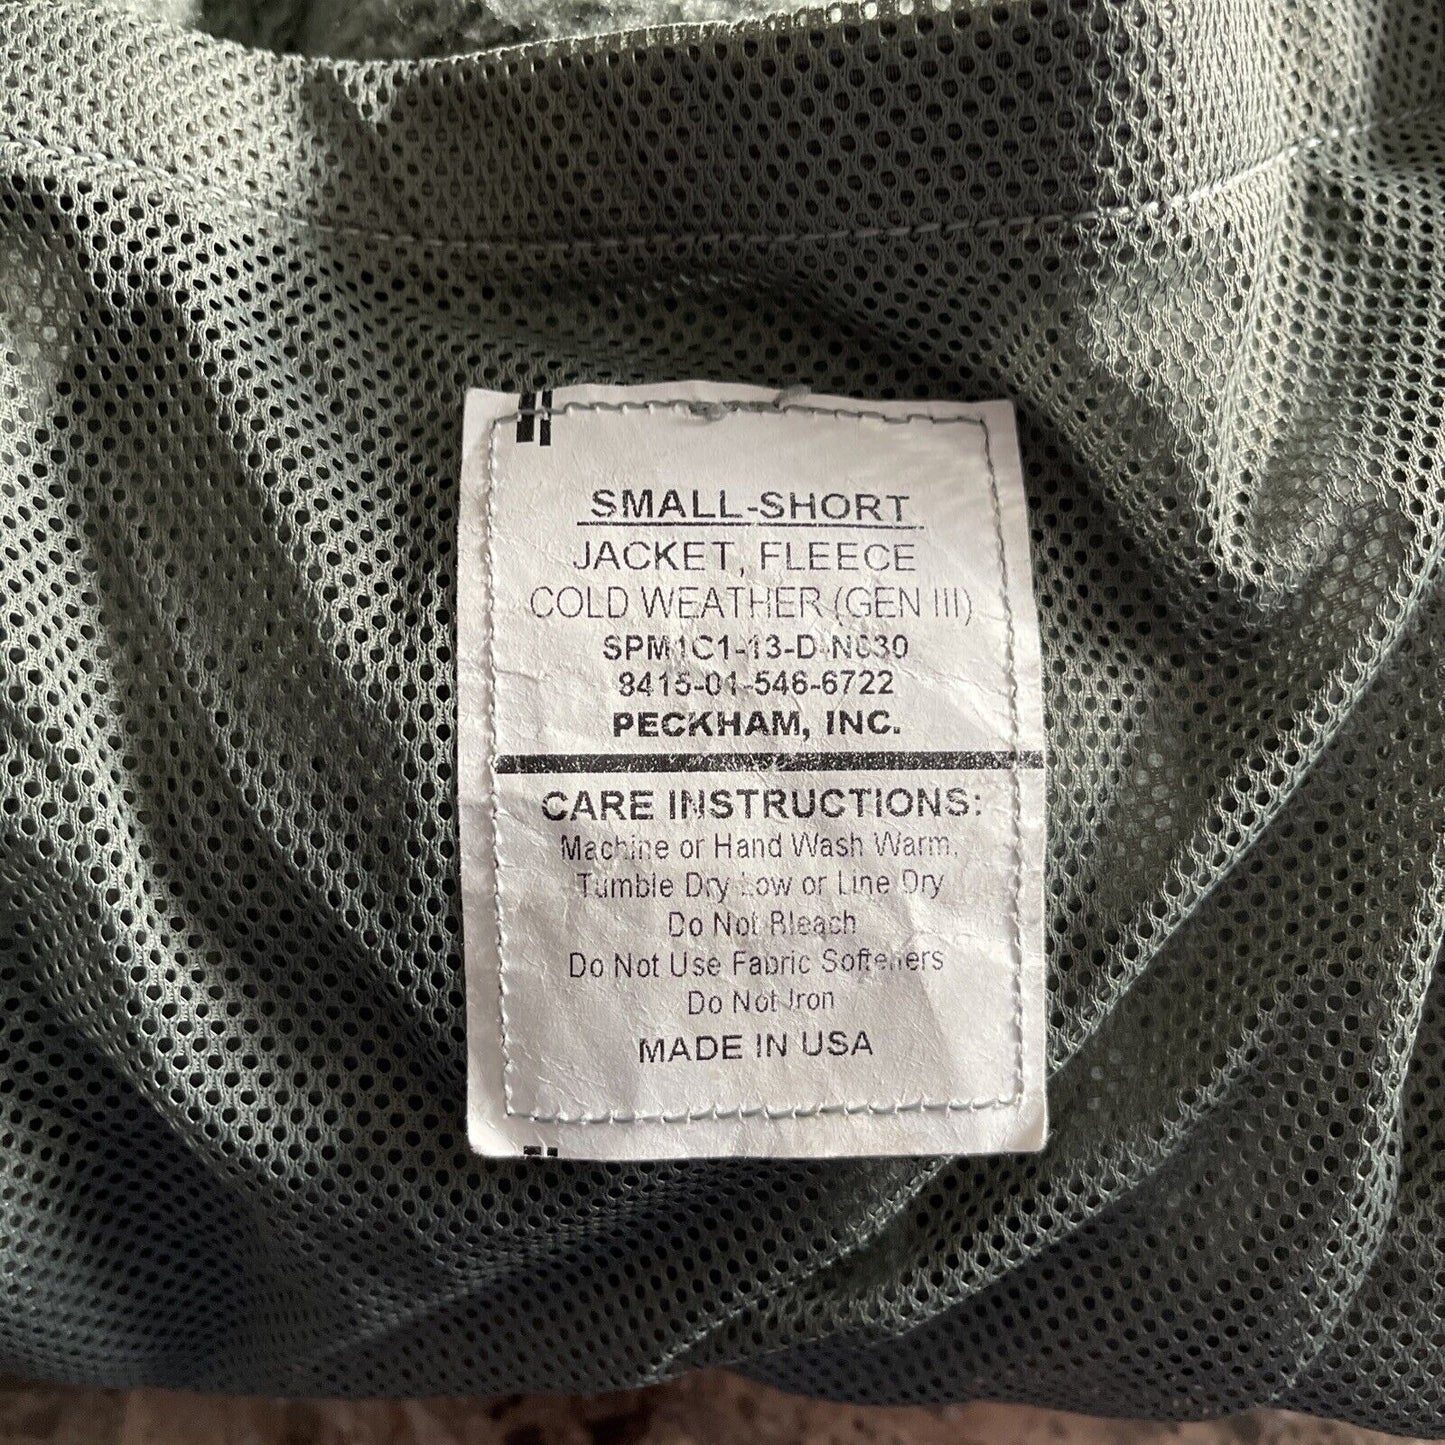 SMALL-SHORT
JACKET, FLEECE
COLD WEATHER (GEN III)
SPM1C1-13-D-N030
8415-01-546-6722
PECKHAM, INC.
CARE INSTRUCTIONS:
Machine or Hand Wash Warm,
Tumble Dry Low or Line Dry
Do Not Bleach
Do Not Use Fabric Softeners
Do Not Iron
MADE IN USA